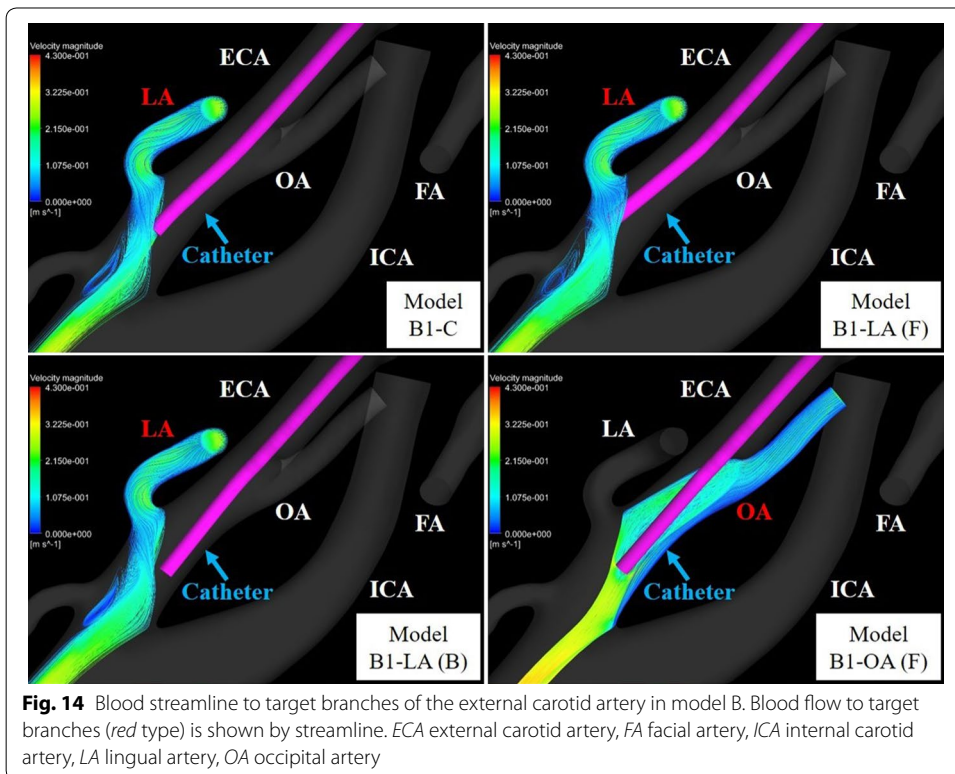 Velocity magnitude
4.300e-001
3.225e-001
2.150e-001
1.075e-001
0.000e+000
[m s^-1]
ECA
LA
OA
FA
Catheter
ICA
Model
B1-C
Velocity magnitude
4.300e-001
3.225e-001
2.150e-001
1.075e-001
0.000e+000
[m s^-1]
ECA
LA
OA
FA
Catheter
ICA
Model
B1-LA (F)
Velocity magnitude
4.300e-001
3.225e-001
2.150e-001
1.075e-001
0.000e+000
[m s^-1]
ECA
LA
OA
FA
Catheter
ICA
Model
B1-LA (B)
Velocity magnitude
4.300e-001
3.225e-001
2.150e-001
1.075e-001
0.000e+000
[m s^-1]
ECA
LA
OA
FA
Catheter
ICA
Model
B1-OA (F)
Fig. 14 Blood streamline to target branches of the external carotid artery in model B. Blood flow to target
branches (red type) is shown by streamline. ECA external carotid artery, FA facial artery, ICA internal carotid
artery, LA lingual artery, OA occipital artery